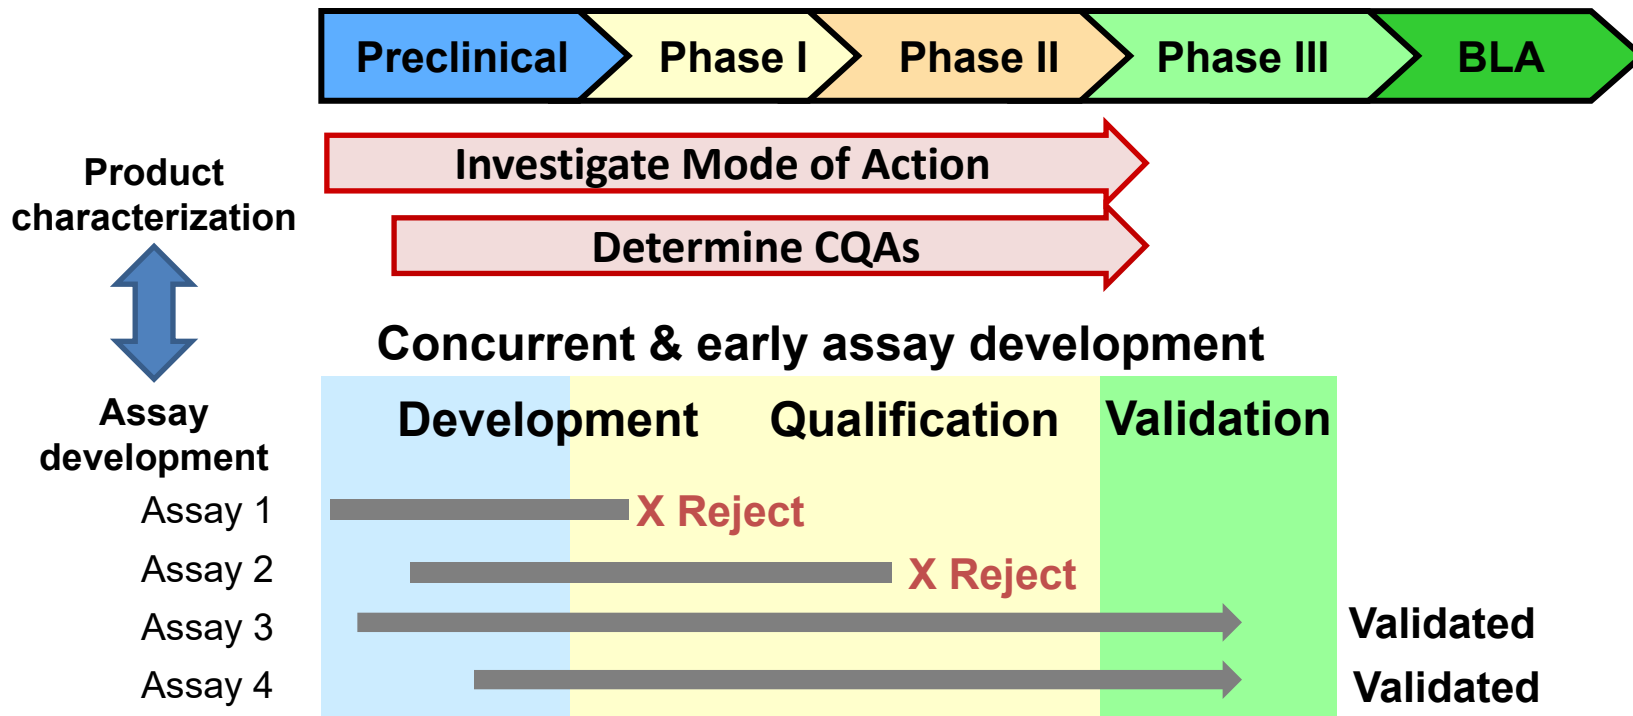 Preclinical Phase I Phase II Phase III BLA
Investigate Mode of Action
Product
characterization
Determine CQAs
Concurrent & early assay development
Assay
development
Development Qualification Validation
Assay 1 X Reject
Assay 2 X Reject
Assay 3 Validated
Assay 4 Validated